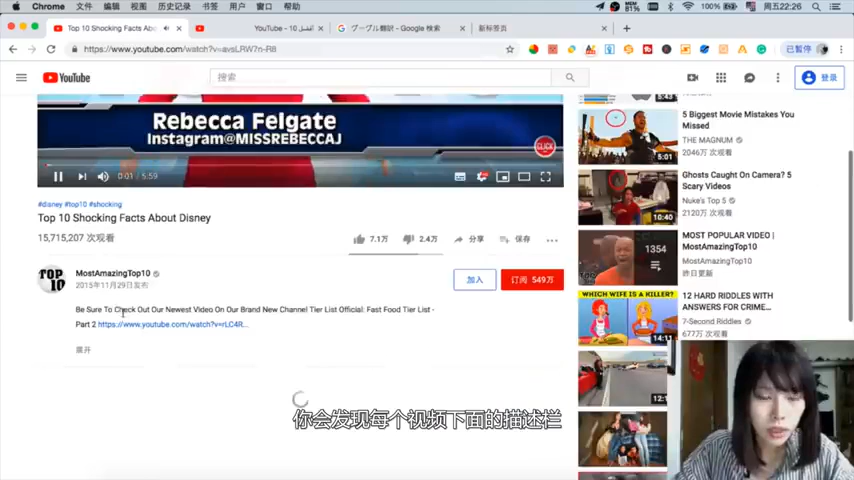 Chrome 文件 编辑 视图 历史记录 书签 用户 窗口 帮助
100% 周五22:26
Top 10 Shocking Facts Abo
YouTube - 10 أفضل
グーグル翻訳 - Google 検索
新标签页
https://www.youtube.com/watch?v=avsLRW7n-R8
已暂停
YouTube
搜索
登录
Rebecca Felgate
Instagram@MISSREBECCAJ
CLICK
0:01 / 5:59
#disney #top10 #shocking
Top 10 Shocking Facts About Disney
15,715,207 次观看
7.1万 2.4万 分享 保存
TOP 10
MostAmazingTop10
2015年11月29日发布
加入 订阅 549万
Be Sure To Check Out Our Newest Video On Our Brand New Channel Tier List Official: Fast Food Tier List -
Part 2 https://www.youtube.com/watch?v=rLC4R...
展开
5:43
5 Biggest Movie Mistakes You
Missed
THE MAGNUM
2046万 次观看
5:01
Ghosts Caught On Camera? 5
Scary Videos
Nuke's Top 5
2120万 次观看
10:40
MOST POPULAR VIDEO |
MostAmazingTop10
MostAmazingTop10
昨日更新
1354
WHICH WIFE IS A KILLER?
12 HARD RIDDLES WITH
ANSWERS FOR CRIME...
7-Second Riddles
677万 次观看
14:11
你会发现每个视频下面的描述栏